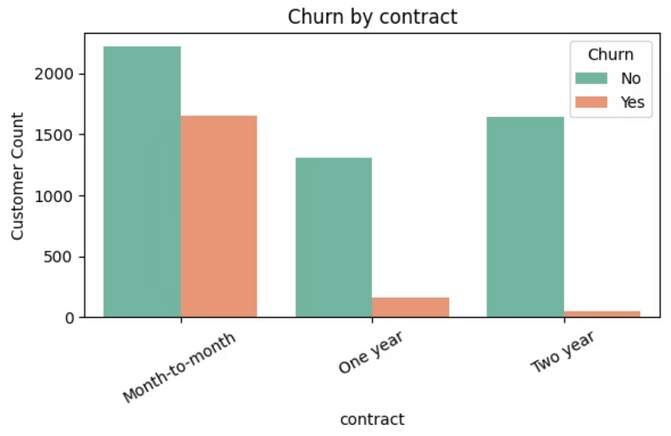 Churn by contract
Churn
No
Yes
Customer Count
2000
1500
1000
500
0
Month-to-month
One year
Two year
contract